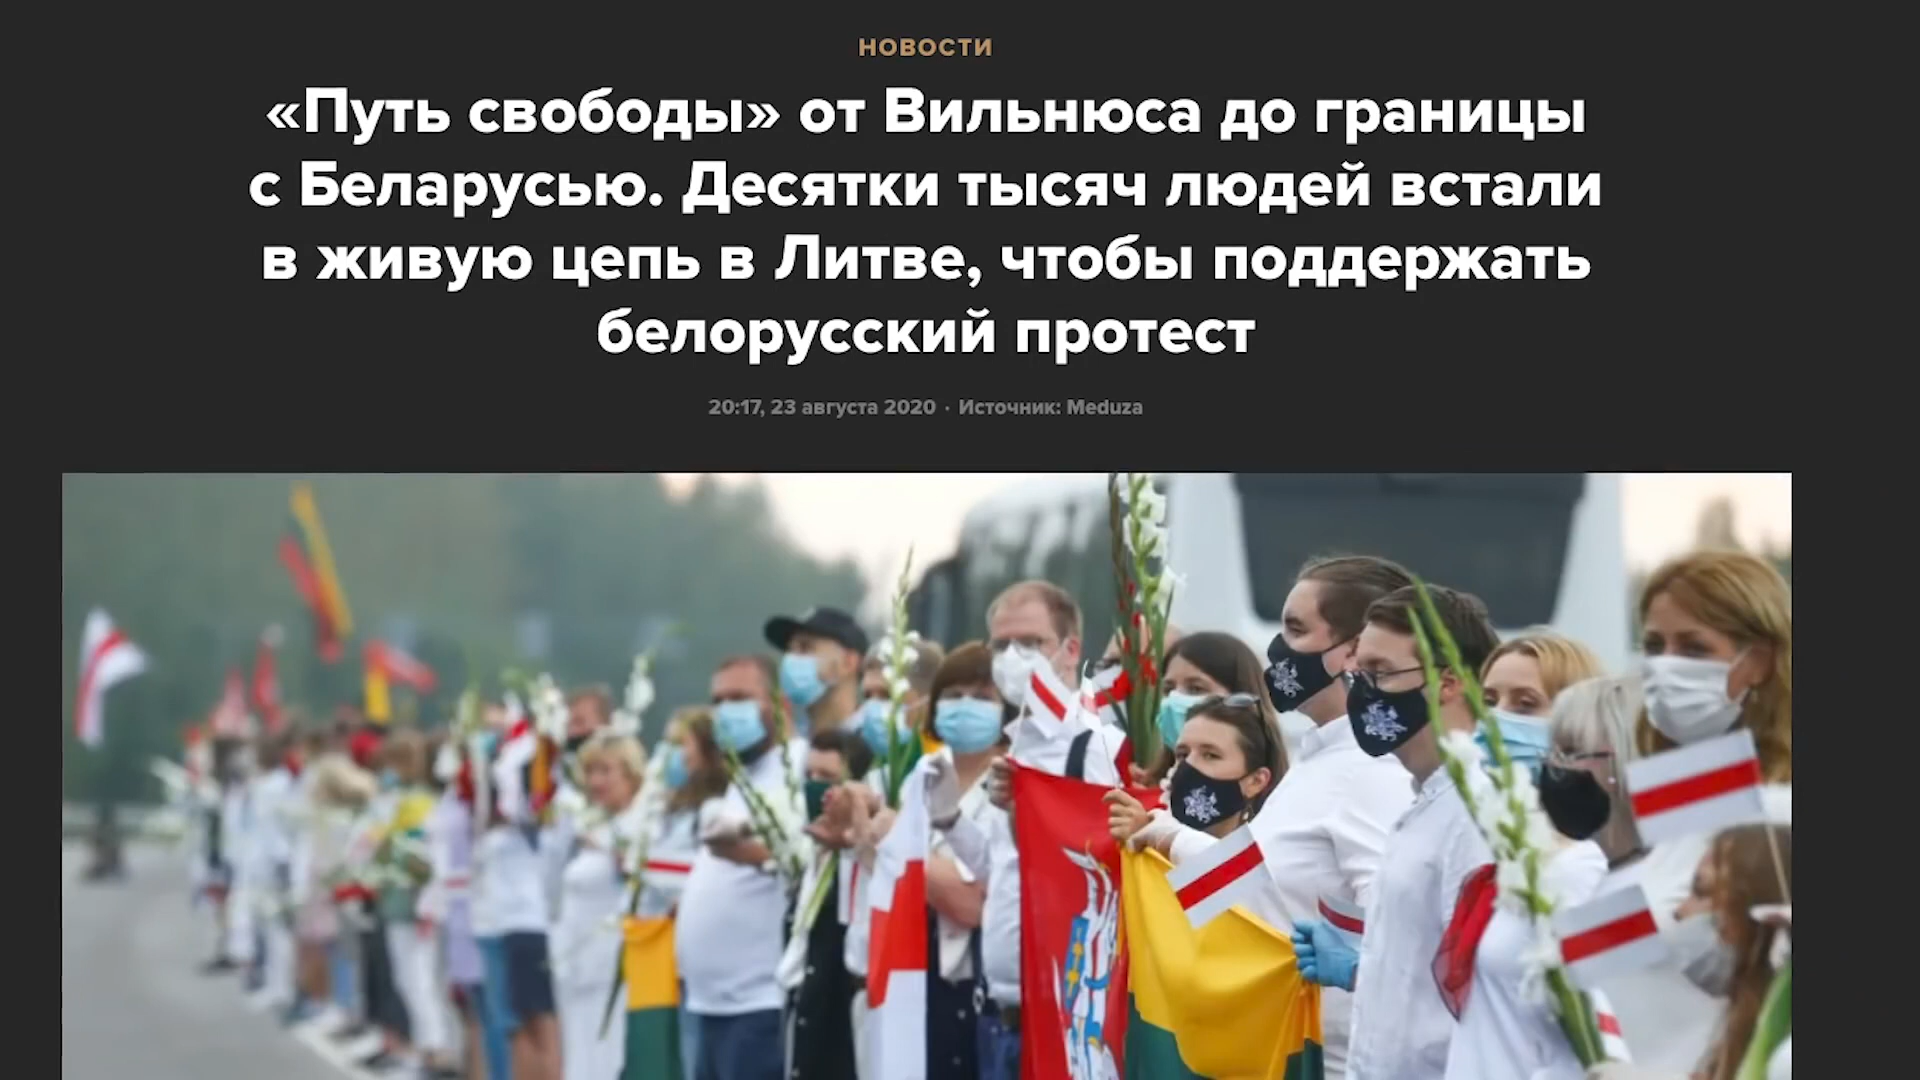 НОВОСТИ
«Путь свободы» от Вильнюса до границы
с Беларусью. Десятки тысяч людей встали
в живую цепь в Литве, чтобы поддержать
белорусский протест
20:17, 23 августа 2020 · Источник: Meduza